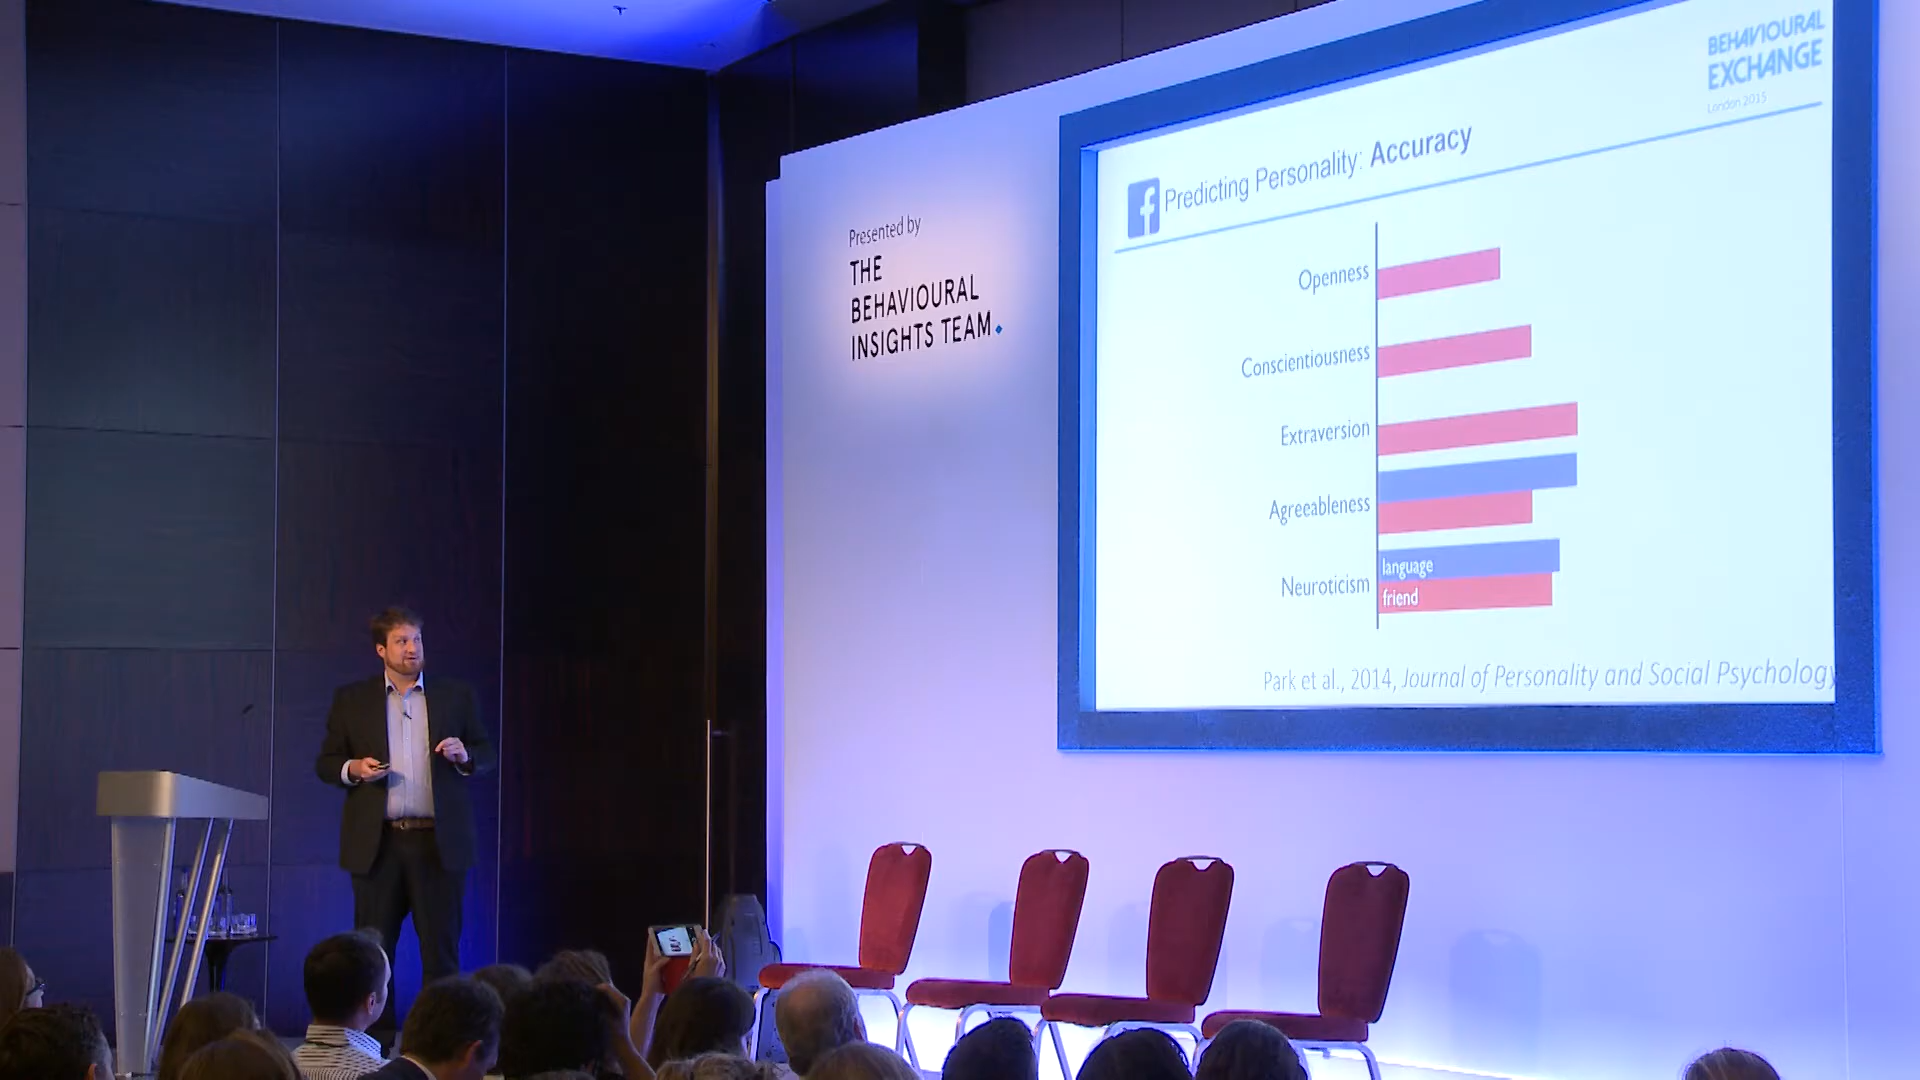 Presented by
THE
BEHAVIOURAL
INSIGHTS TEAM
BEHAVIOURAL
EXCHANGE
London 2015
f Predicting Personality: Accuracy
Openness
Conscientiousness
Extraversion
Agreeableness
Neuroticism
language
friend
Park et al., 2014, Journal of Personality and Social Psychology